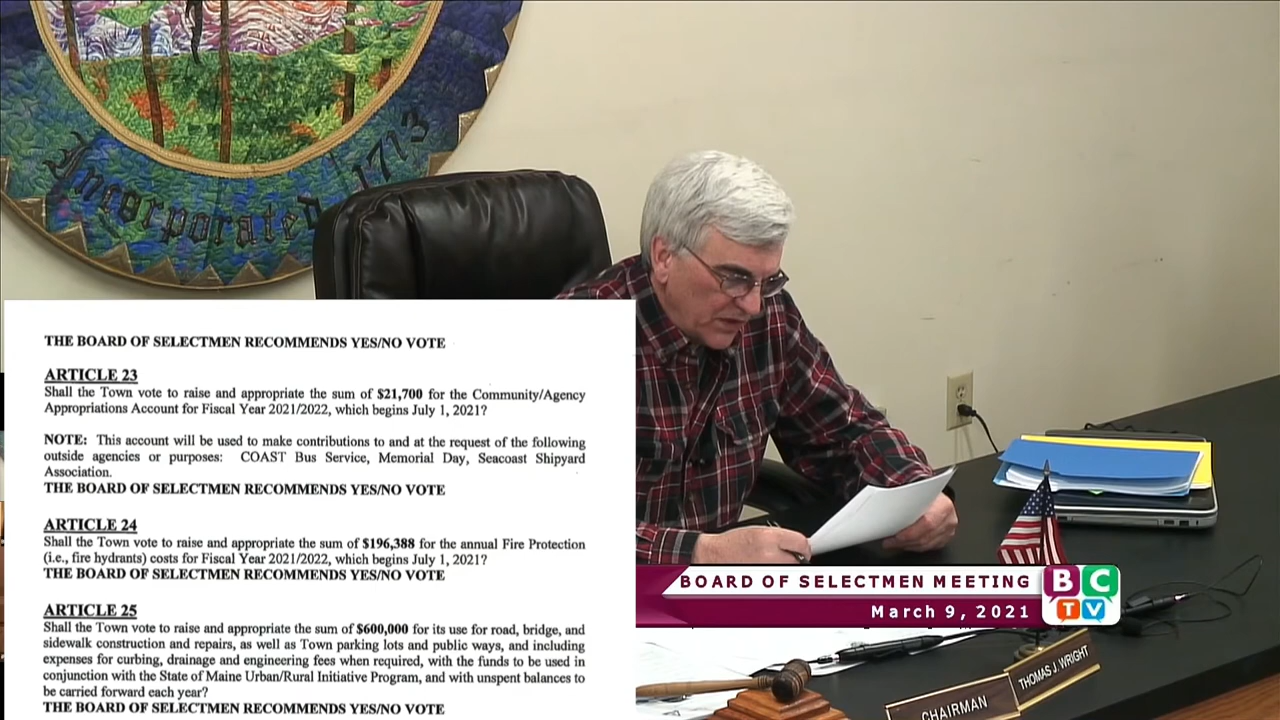 Incorporated 1713
THE BOARD OF SELECTMEN RECOMMENDS YES/NO VOTE
ARTICLE 23
Shall the Town vote to raise and appropriate the sum of $21,700 for the Community/Agency
Appropriations Account for Fiscal Year 2021/2022, which begins July 1, 2021?
NOTE: This account will be used to make contributions to and at the request of the following
outside agencies or purposes: COAST Bus Service, Memorial Day, Seacoast Shipyard
Association.
THE BOARD OF SELECTMEN RECOMMENDS YES/NO VOTE
ARTICLE 24
Shall the Town vote to raise and appropriate the sum of $196,388 for the annual Fire Protection
(i.e., fire hydrants) costs for Fiscal Year 2021/2022, which begins July 1, 2021?
THE BOARD OF SELECTMEN RECOMMENDS YES/NO VOTE
ARTICLE 25
Shall the Town vote to raise and appropriate the sum of $600,000 for its use for road, bridge, and
sidewalk construction and repairs, as well as Town parking lots and public ways, and including
expenses for curbing, drainage and engineering fees when required, with the funds to be used in
conjunction with the State of Maine Urban/Rural Initiative Program, and with unspent balances to
be carried forward each year?
THE BOARD OF SELECTMEN RECOMMENDS YES/NO VOTE
BOARD OF SELECTMEN MEETING
March 9, 2021
BC
TV
CHAIRMAN
THOMAS J. WRIGHT